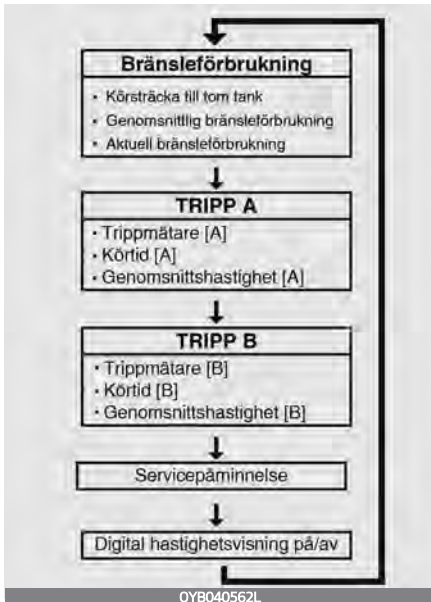 Bränsleförbrukning
• Körsträcka till tom tank
• Genomsnittlig bränsleförbrukning
• Aktuell bränsleförbrukning
TRIPP A
• Trippmätare [A]
• Körtid [A]
• Genomsnittshastighet [A]
TRIPP B
• Trippmätare [B]
• Körtid [B]
• Genomsnittshastighet [B]
Servicepåminnelse
Digital hastighetsvisning på/av
OYB040562L